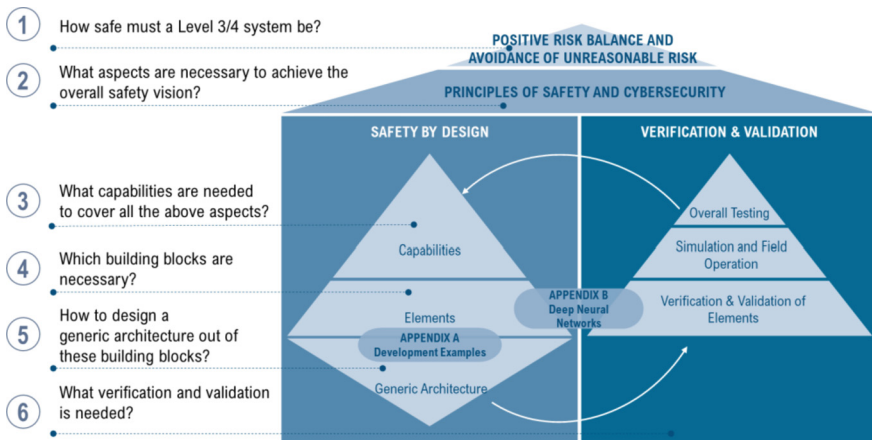 1
How safe must a Level 3/4 system be?
POSITIVE RISK BALANCE AND
AVOIDANCE OF UNREASONABLE RISK
2
What aspects are necessary to achieve the
overall safety vision?
PRINCIPLES OF SAFETY AND CYBERSECURITY
SAFETY BY DESIGN
VERIFICATION & VALIDATION
3
What capabilities are needed
to cover all the above aspects?
Capabilities
Overall Testing
Simulation and Field
Operation
4
Which building blocks are
necessary?
Elements
APPENDIX B
Deep Neural
Networks
Verification & Validation of
Elements
5
How to design a
generic architecture out of
these building blocks?
APPENDIX A
Development Examples
Generic Architecture
6
What verification and validation
is needed?